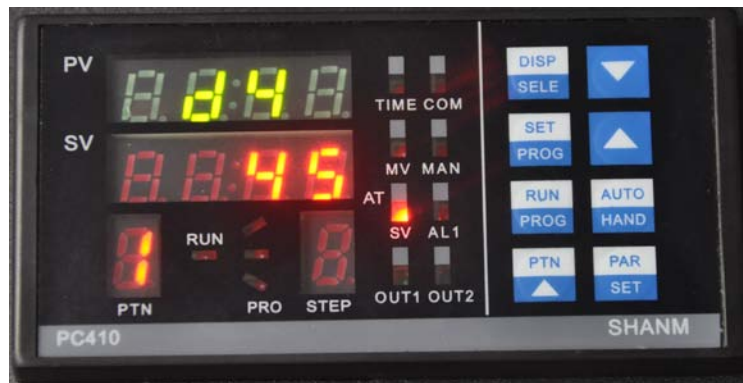 PV
d4
SV
45
1
TIME COM
MV MAN
AT
SV AL1
OUT1 OUT2
RUN
PTN
PRO
STEP
DISP
SELE
SET
PROG
RUN
PROG
AUTO
HAND
PTN
PAR
SET
PC410
SHANM